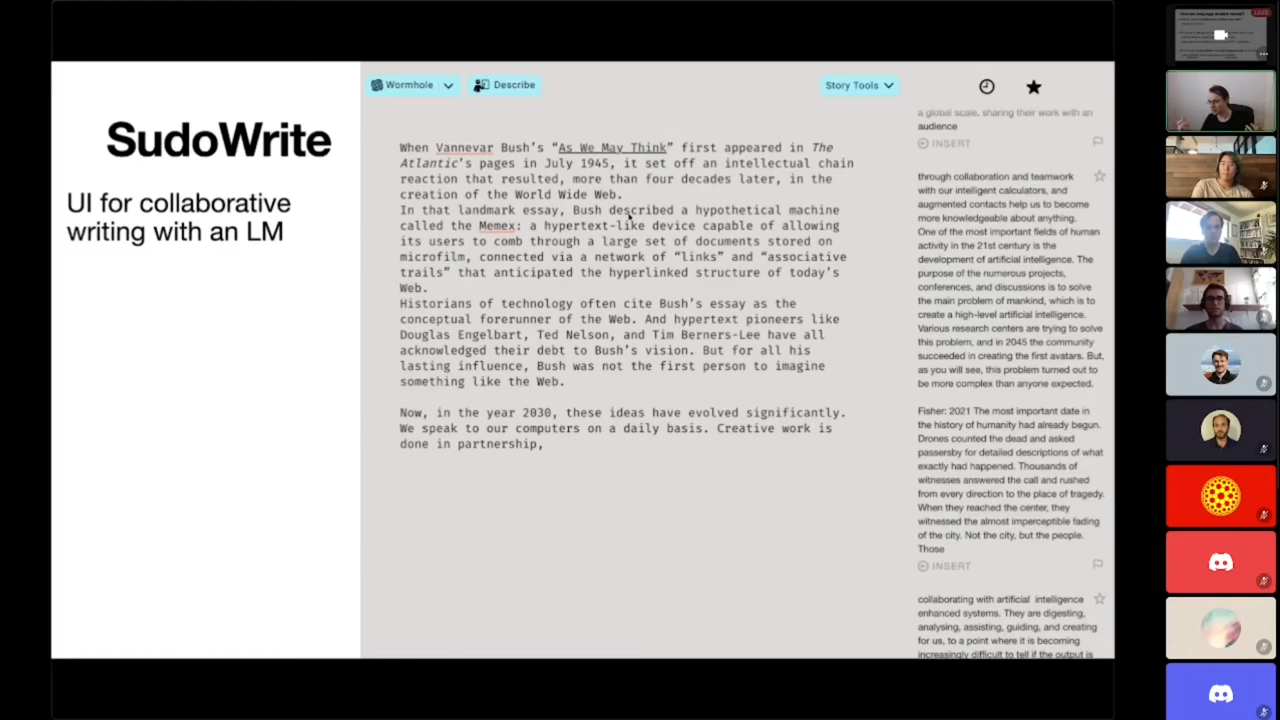 SudoWrite
UI for collaborative
writing with an LM
Wormhole
Describe
Story Tools
When Vannevar Bush's “As We May Think” first appeared in The
Atlantic's pages in July 1945, it set off an intellectual chain
reaction that resulted, more than four decades later, in the
creation of the World Wide Web.
In that landmark essay, Bush described a hypothetical machine
called the Memex: a hypertext-like device capable of allowing
its users to comb through a large set of documents stored on
microfilm, connected via a network of “links” and “associative
trails” that anticipated the hyperlinked structure of today's
Web.
Historians of technology often cite Bush's essay as the
conceptual forerunner of the Web. And hypertext pioneers like
Douglas Engelbart, Ted Nelson, and Tim Berners-Lee have all
acknowledged their debt to Bush's vision. But for all his
lasting influence, Bush was not the first person to imagine
something like the Web.
Now, in the year 2030, these ideas have evolved significantly.
We speak to our computers on a daily basis. Creative work is
done in partnership,
a global scale, sharing their work with an
audience
INSERT
through collaboration and teamwork
with our intelligent calculators, and
augmented contacts help us to become
more knowledgeable about anything.
One of the most important fields of human
activity in the 21st century is the
development of artificial intelligence. The
purpose of the numerous projects,
conferences, and discussions is to solve
the main problem of mankind, which is to
create a high-level artificial intelligence.
Various research centers are trying to solve
this problem, and in 2045 the community
succeeded in creating the first avatars. But,
as you will see, this problem turned out to
be more complex than anyone expected.
Fisher: 2021 The most important date in
the history of humanity had already begun.
Drones counted the dead and asked
passersby for detailed descriptions of what
exactly had happened. Thousands of
witnesses answered the call and rushed
from every direction to the place of tragedy.
When they reached the center, they
witnessed the almost imperceptible fading
of the city. Not the city, but the people.
Those
INSERT
collaborating with artificial intelligence
enhanced systems. They are digesting,
analysing, assisting, guiding, and creating
for us, to a point where it is becoming
increasingly difficult to tell if the output is
LIVE